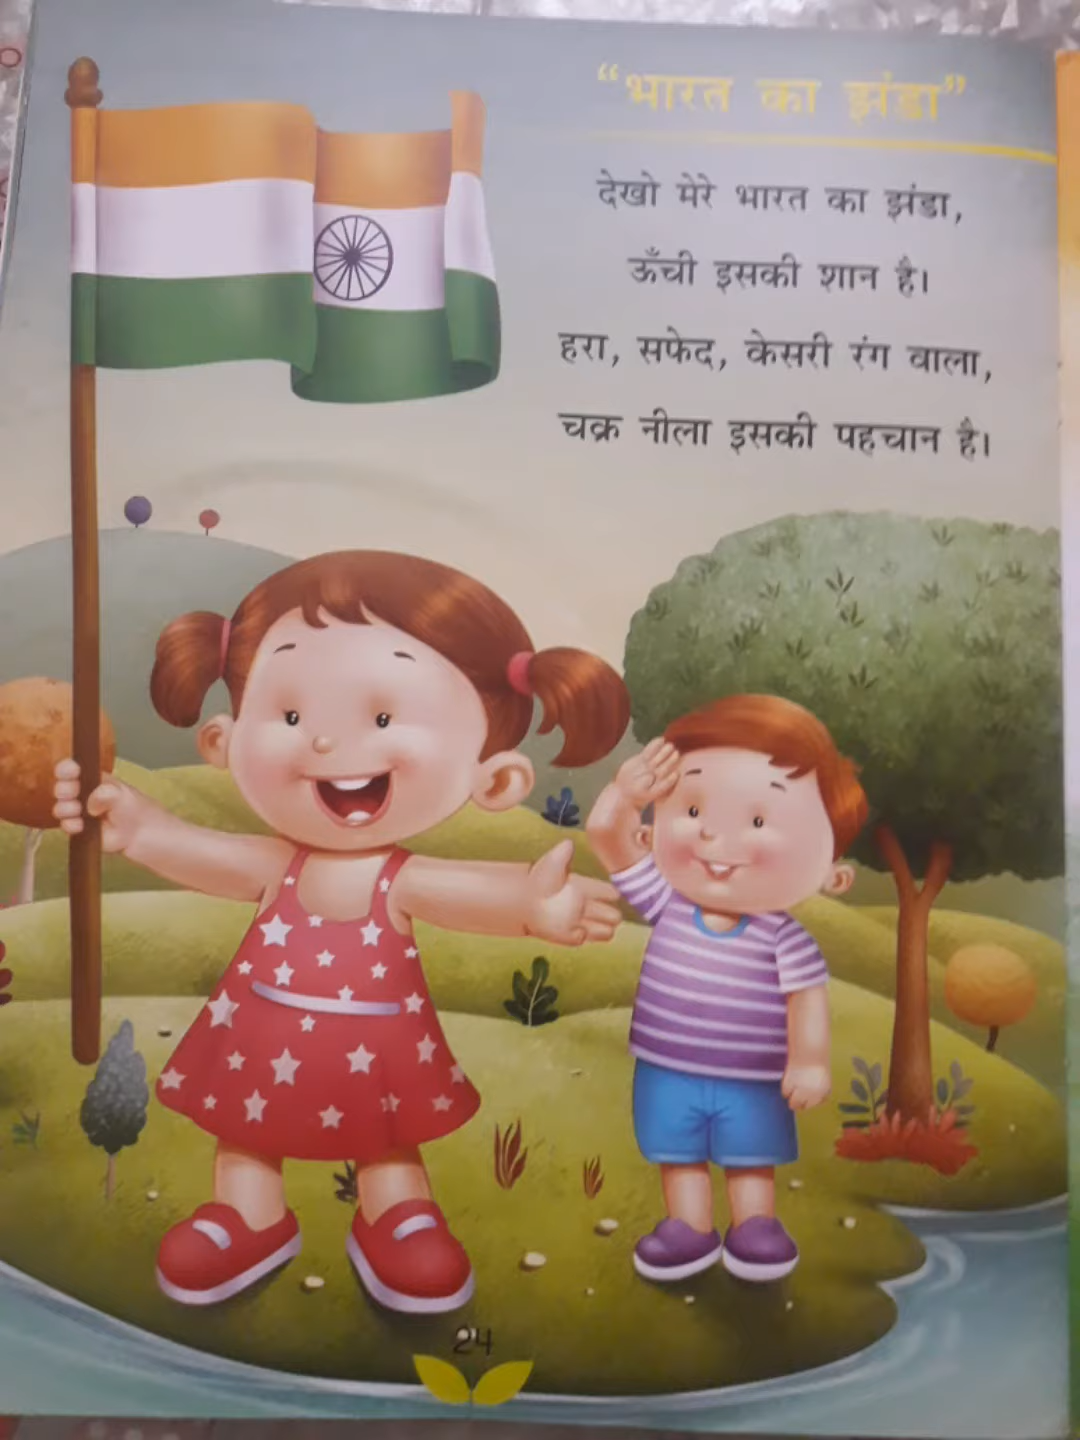 “भारत का झंडा”
देखो मेरे भारत का झंडा,
ऊँची इसकी शान है।
हरा, सफेद, केसरी रंग वाला,
चक्र नीला इसकी पहचान है।
24